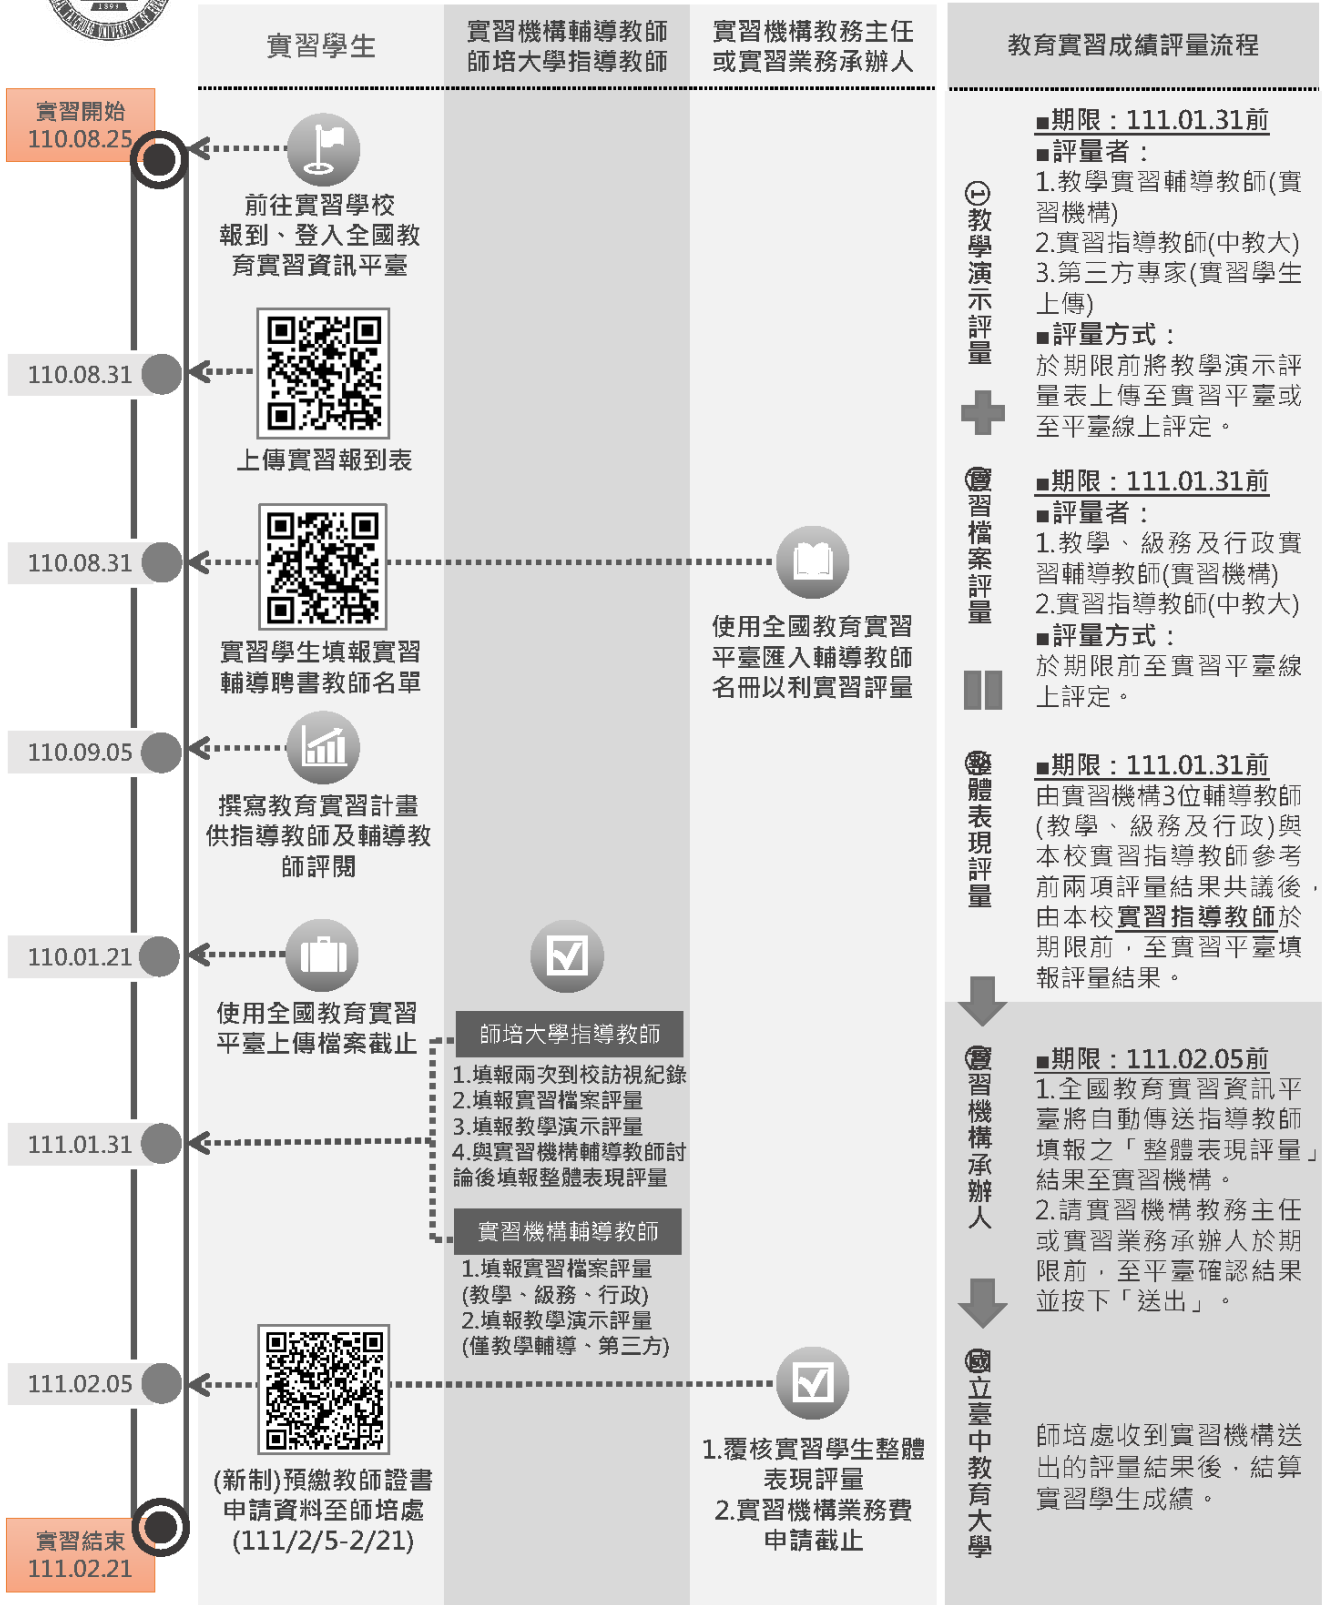 1899
實習學生
實習機構輔導教師
師培大學指導教師
實習機構教務主任
或實習業務承辦人
教育實習成績評量流程
實習開始
110.08.25
前往實習學校
報到、登入全國教
育實習資訊平臺
110.08.31
上傳實習報到表
110.08.31
實習學生填報實習
輔導聘書教師名單
使用全國教育實習
平臺匯入輔導教師
名冊以利實習評量
110.09.05
撰寫教育實習計畫
供指導教師及輔導教
師評閱
110.01.21
使用全國教育實習
平臺上傳檔案截止
111.01.31
師培大學指導教師
1.填報兩次到校訪視紀錄
2.填報實習檔案評量
3.填報教學演示評量
4.與實習機構輔導教師討
論後填報整體表現評量
實習機構輔導教師
1.填報實習檔案評量
(教學、級務、行政)
2.填報教學演示評量
(僅教學輔導、第三方)
111.02.05
(新制)預繳教師證書
申請資料至師培處
(111/2/5-2/21)
1.覆核實習學生整體
表現評量
2.實習機構業務費
申請截止
實習結束
111.02.21
①教學演示評量
■期限：111.01.31前
■評量者：
1.教學實習輔導教師(實
習機構)
2.實習指導教師(中教大)
3.第三方專家(實習學生
上傳)
■評量方式：
於期限前將教學演示評
量表上傳至實習平臺或
至平臺線上評定。
實習檔案評量
■期限：111.01.31前
■評量者：
1.教學、級務及行政實
習輔導教師(實習機構)
2.實習指導教師(中教大)
■評量方式：
於期限前至實習平臺線
上評定。
整體表現評量
■期限：111.01.31前
由實習機構3位輔導教師
(教學、級務及行政)與
本校實習指導教師參考
前兩項評量結果共議後，
由本校實習指導教師於
期限前，至實習平臺填
報評量結果。
實習機構承辦人
■期限：111.02.05前
1.全國教育實習資訊平
臺將自動傳送指導教師
填報之「整體表現評量」
結果至實習機構。
2.請實習機構教務主任
或實習業務承辦人於期
限前，至平臺確認結果
並按下「送出」。
國立臺中教育大學
師培處收到實習機構送
出的評量結果後，結算
實習學生成績。